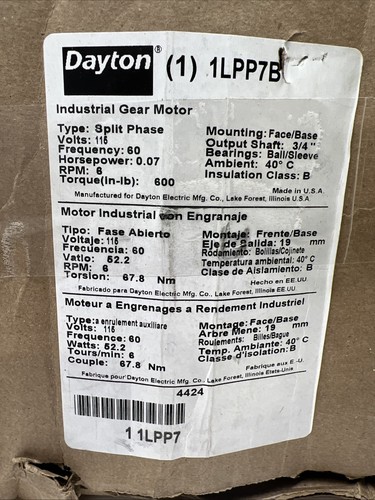 Dayton® (1) 1LPP7B
Industrial Gear Motor
Type: Split Phase
Volts: 115
Frequency: 60
Horsepower: 0.07
RPM: 6
Torque(in-lb): 600
Mounting: Face/Base
Output Shaft: 3/4 "
Bearings: Ball/Sleeve
Ambient: 40° C
Insulation Class: B
Made in U.S.A.
Manufactured for Dayton Electric Mfg. Co., Lake Forest, Illinois U.S.A.
Motor Industrial con Engranaje
Tipo: Fase Abierto
Voltaje: 115
Frecuencia: 60
Vatio: 52.2
RPM: 6
Torsion: 67.8 Nm
Montaje: Frente/Base
Eje de Salida: 19 mm
Rodamiento: Bolillas/Cojinete
Temperatura ambiental: 40° C
Clase de Aislamiento: B
Hecho en EE.UU.
Fabricado para Dayton Electric Mfg. Co., Lake Forest, Illinois EE.UU.
Moteur a Engrenages a Rendement Industriel
Type:a enrulement auxiliare
Volts: 115
Frequence: 60
Watts: 52.2
Tours/min: 6
Couple: 67.8 Nm
Montage: Face/Base
Arbre Mene: 19 mm
Roulements: Billes/Bague
Temp. Ambiante: 40° C
Classe d'isolation: B
Fabrique aux E.-U.
Fabrique pour Dayton Electric Mfg. Co., Lake Forest, Illinois Etats-Unis
4424
1 1LPP7